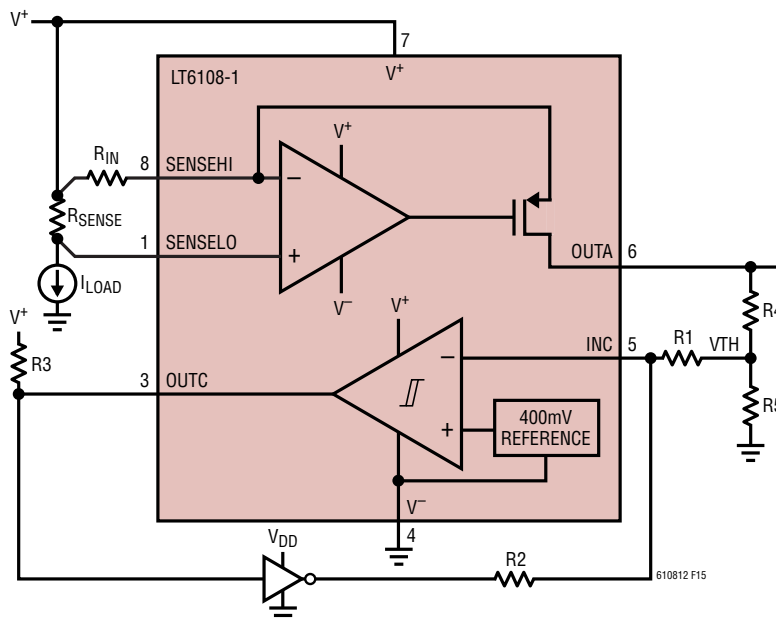 V+
7
V+
LT6108-1
RIN
8
SENSEHI
V+
−
RSENSE
1
SENSELO
+
OUTA
6
ILOAD
V−
V+
V+
R4
R3
INC
5
R1
VTH
−
3
OUTC
400mV
REFERENCE
+
R5
V−
4
VDD
R2
610812 F15